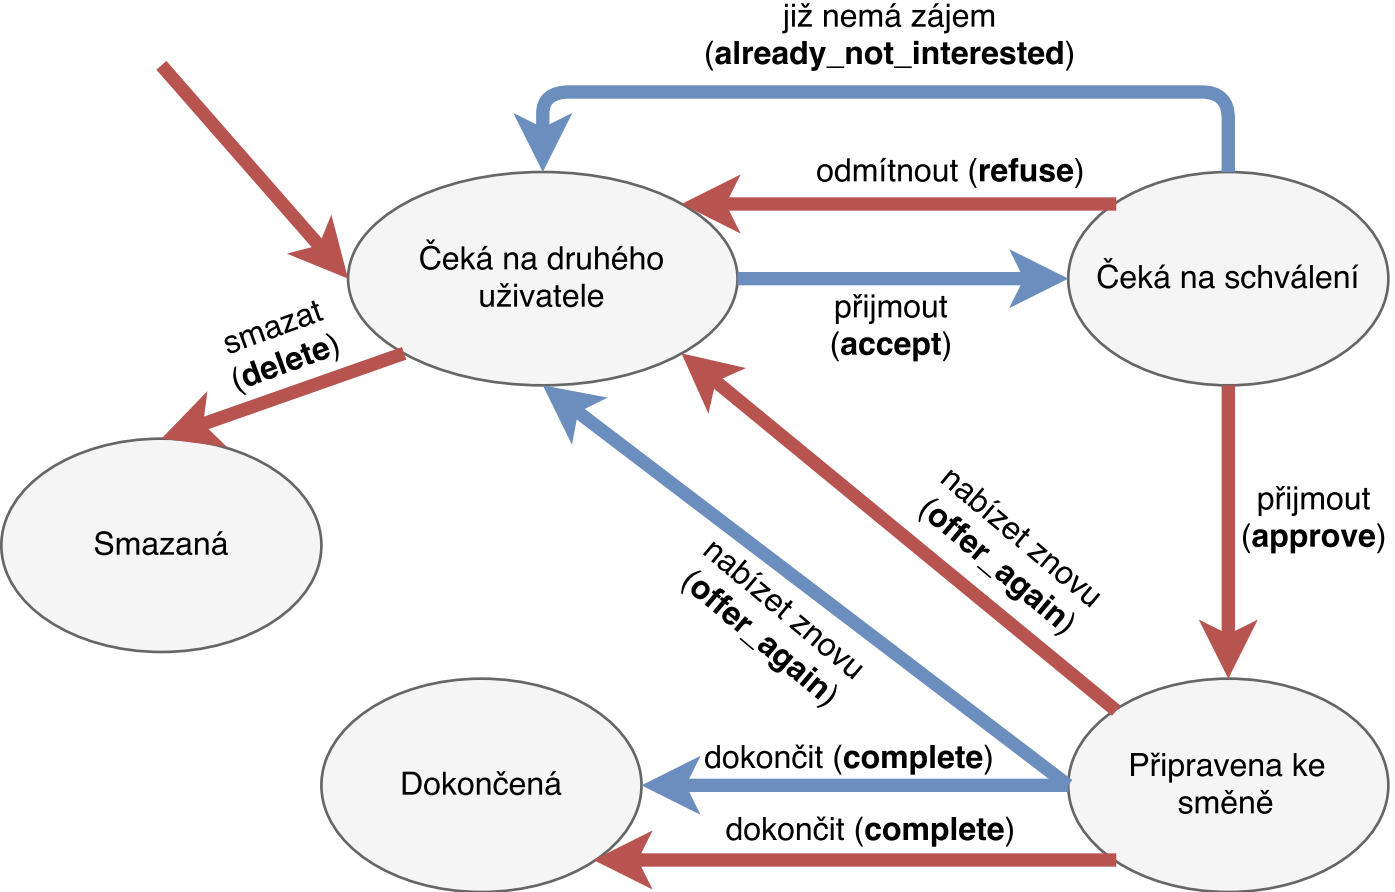 již nemá zájem
(already_not_interested)
odmítnout (refuse)
Čeká na druhého
uživatele
Čeká na schválení
přijmout
(accept)
smazat
(delete)
nabízet znovu
(offer_again)
přijmout
(approve)
Smazaná
nabízet znovu
(offer_again)
dokončit (complete)
Dokončená
Připravena ke
směně
dokončit (complete)